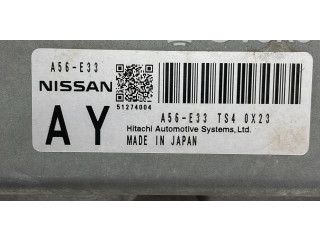 A56-E33
NISSAN
51274004
A56-E33 TS4 0X23
AY
Hitachi Automotive Systems, Ltd.
MADE IN JAPAN